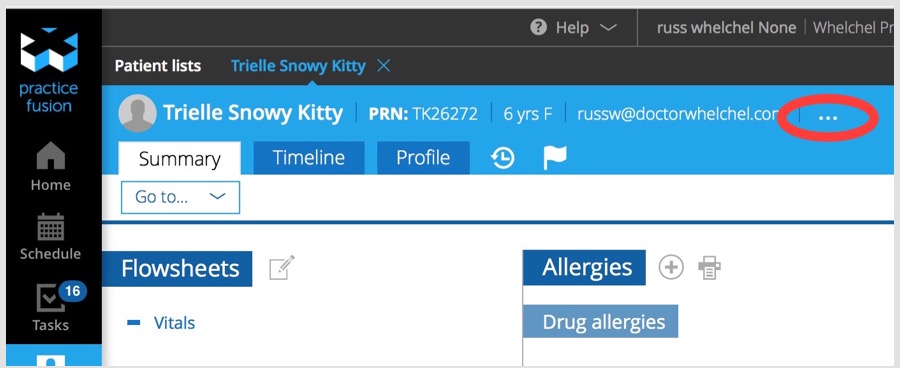 Help
russ whelchel None
Whelchel Pr
practice
fusion
Patient lists
Trielle Snowy Kitty
Trielle Snowy Kitty
PRN: TK26272
6 yrs F
russw@doctorwhelchel.com
...
Home
Summary
Timeline
Profile
Go to...
Schedule
Flowsheets
Allergies
16
Tasks
Vitals
Drug allergies